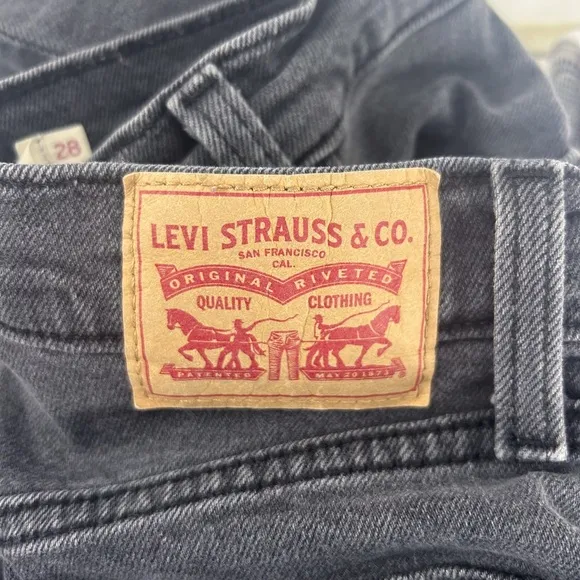 28
LEVI STRAUSS & CO.
SAN FRANCISCO
CAL.
ORIGINAL RIVETED
QUALITY CLOTHING
PATENTED MAY 20 1873